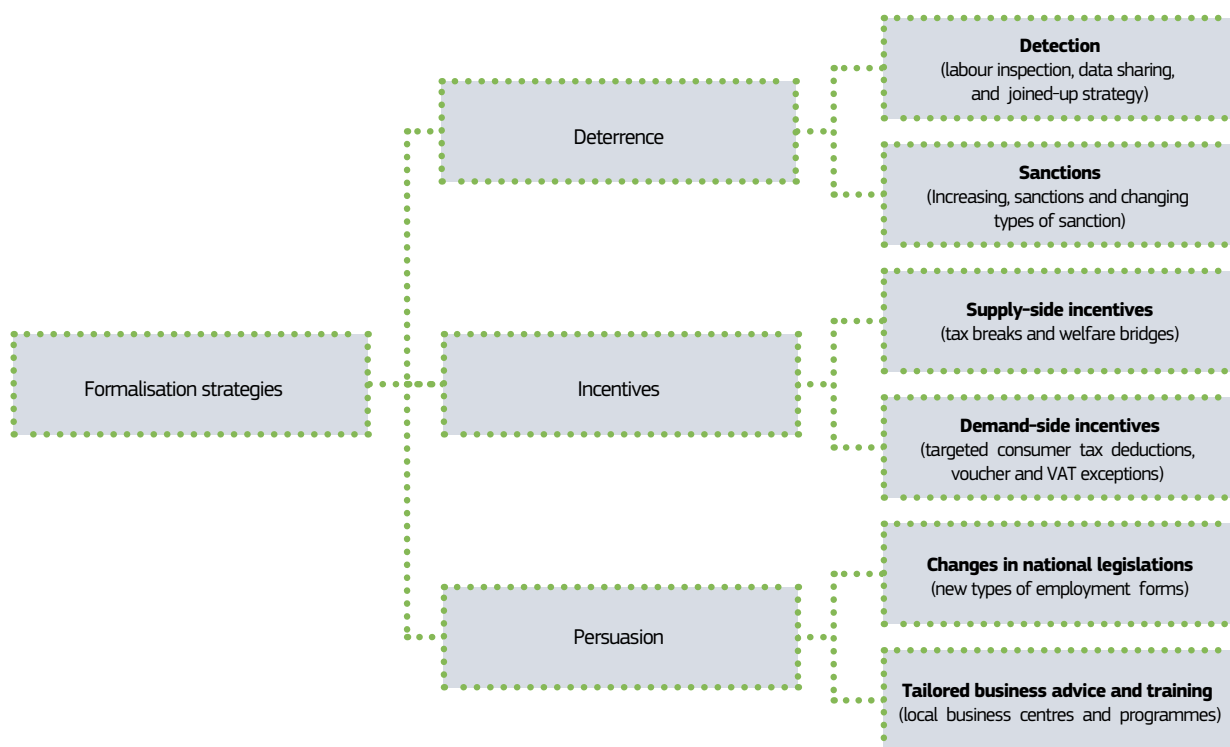 Detection
(labour inspection, data sharing,
and joined-up strategy)
Deterrence
Sanctions
(Increasing, sanctions and changing
types of sanction)
Supply-side incentives
(tax breaks and welfare bridges)
Formalisation strategies
Incentives
Demand-side incentives
(targeted consumer tax deductions,
voucher and VAT exceptions)
Changes in national legislations
(new types of employment forms)
Persuasion
Tailored business advice and training
(local business centres and programmes)